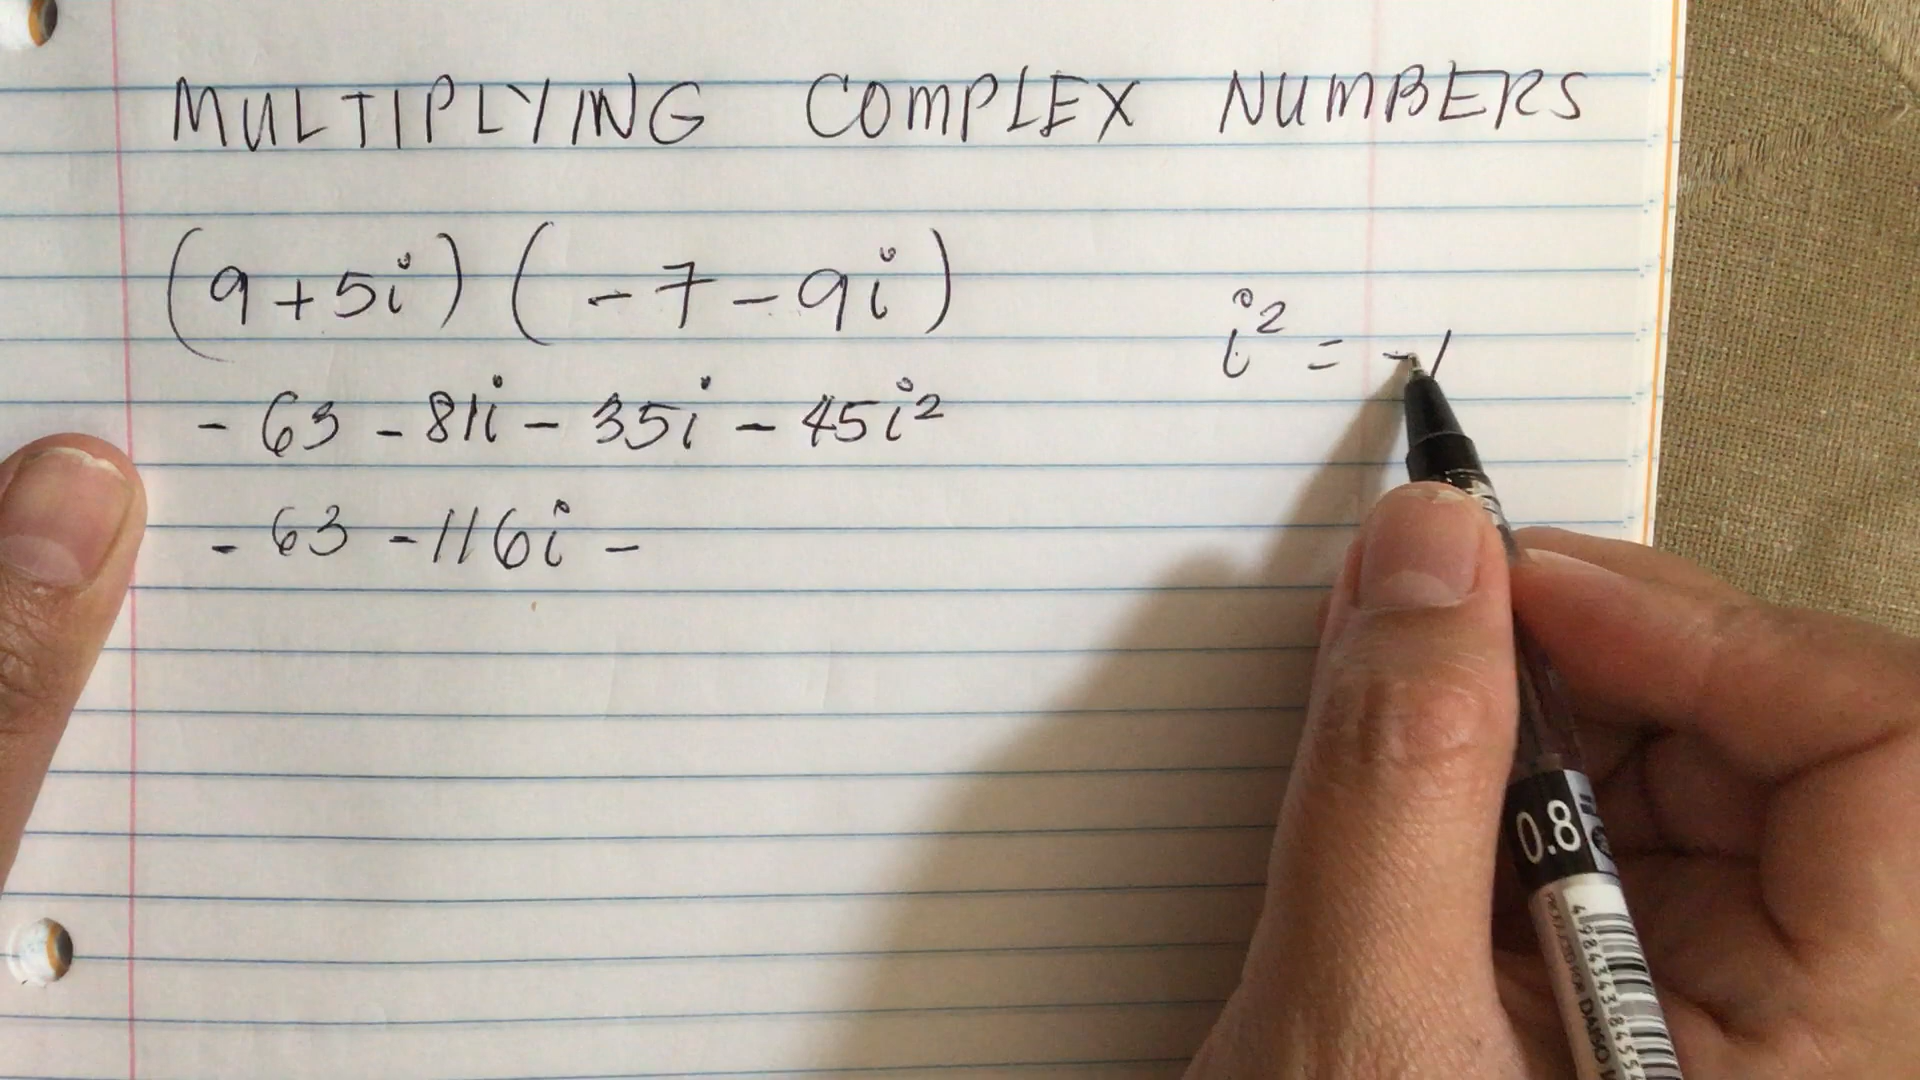 MULTIPLYING COMPLEX NUMBERS
(9+5i) (-7-9i)
i² = -1
- 63 - 81i - 35i - 45i²
- 63 - 116i -
0.8